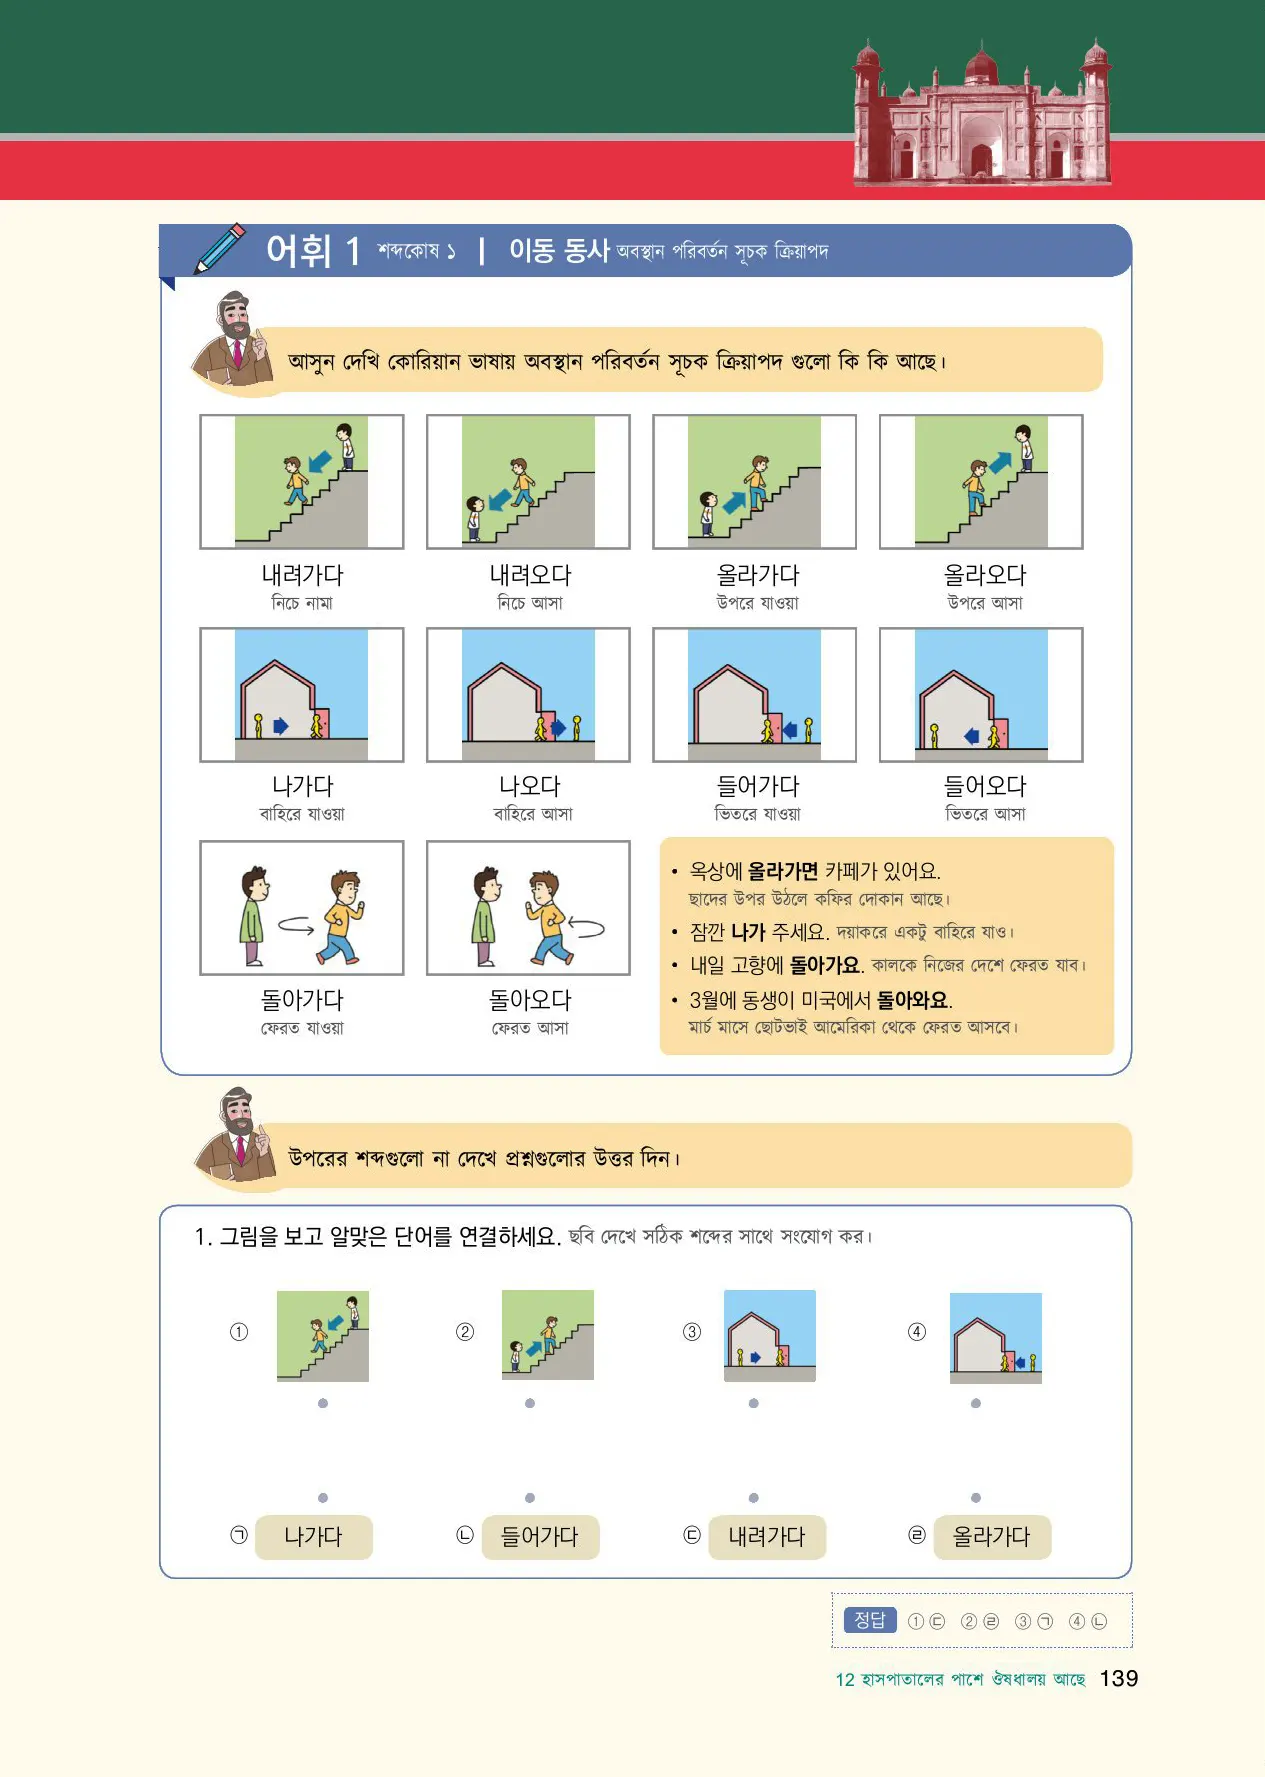 어휘 1 শব্দকোষ ১ | 이동 동사 অবস্থান পরিবর্তন সূচক ক্রিয়াপদ
আসুন দেখি কোরিয়ান ভাষায় অবস্থান পরিবর্তন সূচক ক্রিয়াপদ গুলো কি কি আছে।
내려가다 내려오다 올라가다 올라오다
নিচে নামা নিচে আসা উপরে যাওয়া উপরে আসা
나가다 나오다 들어가다 들어오다
বাহিরে যাওয়া বাহিরে আসা ভিতরে যাওয়া ভিতরে আসা
돌아가다 돌아오다
ফেরত যাওয়া ফেরত আসা
• 옥상에 올라가면 카페가 있어요.
ছাদের উপর উঠলে কফির দোকান আছে।
• 잠깐 나가 주세요. দয়াকরে একটু বাহিরে যাও।
• 내일 고향에 돌아가요. কালকে নিজের দেশে ফেরত যাব।
• 3월에 동생이 미국에서 돌아와요.
মার্চ মাসে ছোটভাই আমেরিকা থেকে ফেরত আসবে।
উপরের শব্দগুলো না দেখে প্রশ্নগুলোর উত্তর দিন।
1. 그림을 보고 알맞은 단어를 연결하세요. ছবি দেখে সঠিক শব্দের সাথে সংযোগ কর।
① ② ③ ④
㉠ 나가다 ㉡ 들어가다 ㉢ 내려가다 ㉣ 올라가다
정답 ①㉢ ②㉣ ③㉠ ④㉡
12 হাসপাতালের পাশে ঔষধালয় আছে 139